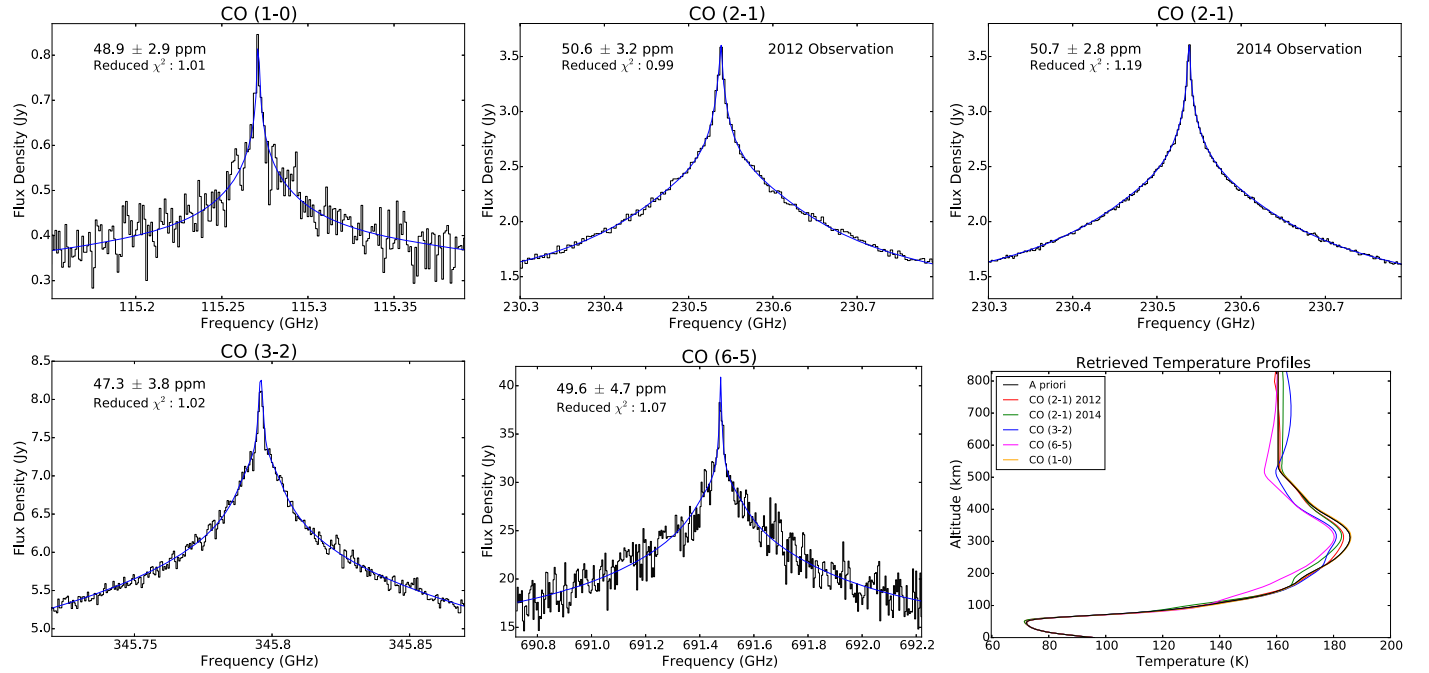 CO (1-0)
48.9 ± 2.9 ppm
Reduced χ² : 1.01
0.8
0.7
0.6
0.5
0.4
0.3
Flux Density (Jy)
115.2
115.25
115.3
115.35
Frequency (GHz)
CO (2-1)
50.6 ± 3.2 ppm
Reduced χ² : 0.99
2012 Observation
3.5
3.0
2.5
2.0
1.5
Flux Density (Jy)
230.3
230.4
230.5
230.6
230.7
Frequency (GHz)
CO (2-1)
50.7 ± 2.8 ppm
Reduced χ² : 1.19
2014 Observation
3.5
3.0
2.5
2.0
1.5
Flux Density (Jy)
230.3
230.4
230.5
230.6
230.7
Frequency (GHz)
CO (3-2)
47.3 ± 3.8 ppm
Reduced χ² : 1.02
8.5
8.0
7.5
7.0
6.5
6.0
5.5
5.0
Flux Density (Jy)
345.75
345.8
345.85
Frequency (GHz)
CO (6-5)
49.6 ± 4.7 ppm
Reduced χ² : 1.07
40
35
30
25
20
15
Flux Density (Jy)
690.8
691.0
691.2
691.4
691.6
691.8
692.0
692.2
Frequency (GHz)
Retrieved Temperature Profiles
A priori
CO (2-1) 2012
CO (2-1) 2014
CO (3-2)
CO (6-5)
CO (1-0)
800
700
600
500
400
300
200
100
0
Altitude (km)
60
80
100
120
140
160
180
200
Temperature (K)